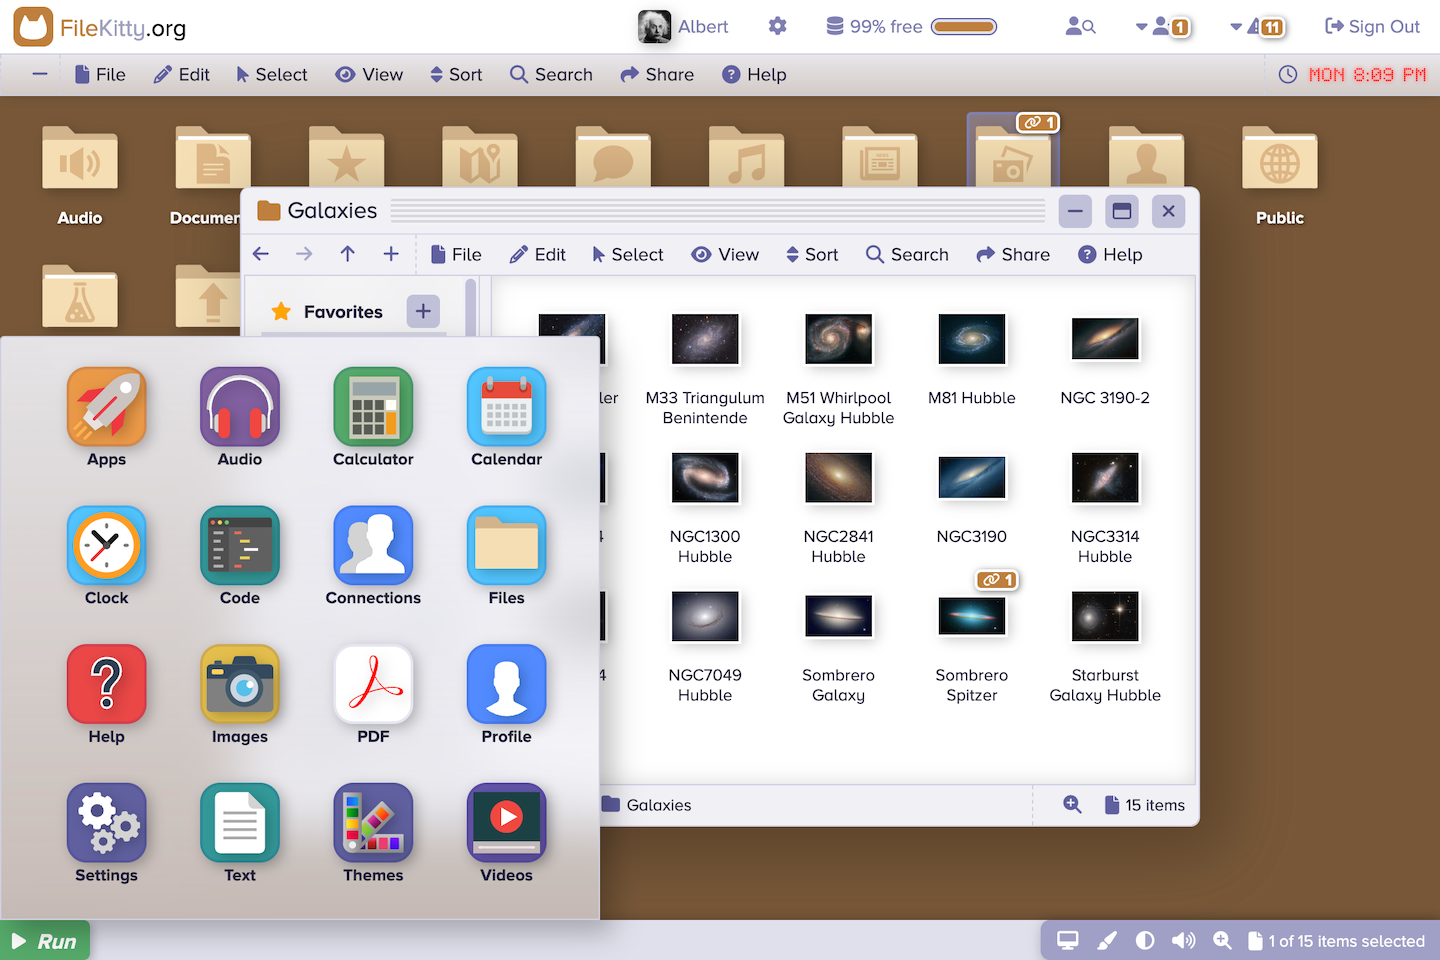 FileKitty.org
Albert
99% free
1
11
Sign Out
File
Edit
Select
View
Sort
Search
Share
Help
MON 8:09 PM
1
Audio
Documen
Public
Galaxies
File
Edit
Select
View
Sort
Search
Share
Help
Favorites
ler
M33 Triangulum
Benintende
M51 Whirlpool
Galaxy Hubble
M81 Hubble
NGC 3190-2
4
NGC1300
Hubble
NGC2841
Hubble
NGC3190
NGC3314
Hubble
1
4
NGC7049
Hubble
Sombrero
Galaxy
Sombrero
Spitzer
Starburst
Galaxy Hubble
Galaxies
15 items
Apps
Audio
Calculator
Calendar
Clock
Code
Connections
Files
Help
Images
PDF
Profile
Settings
Text
Themes
Videos
Run
1 of 15 items selected